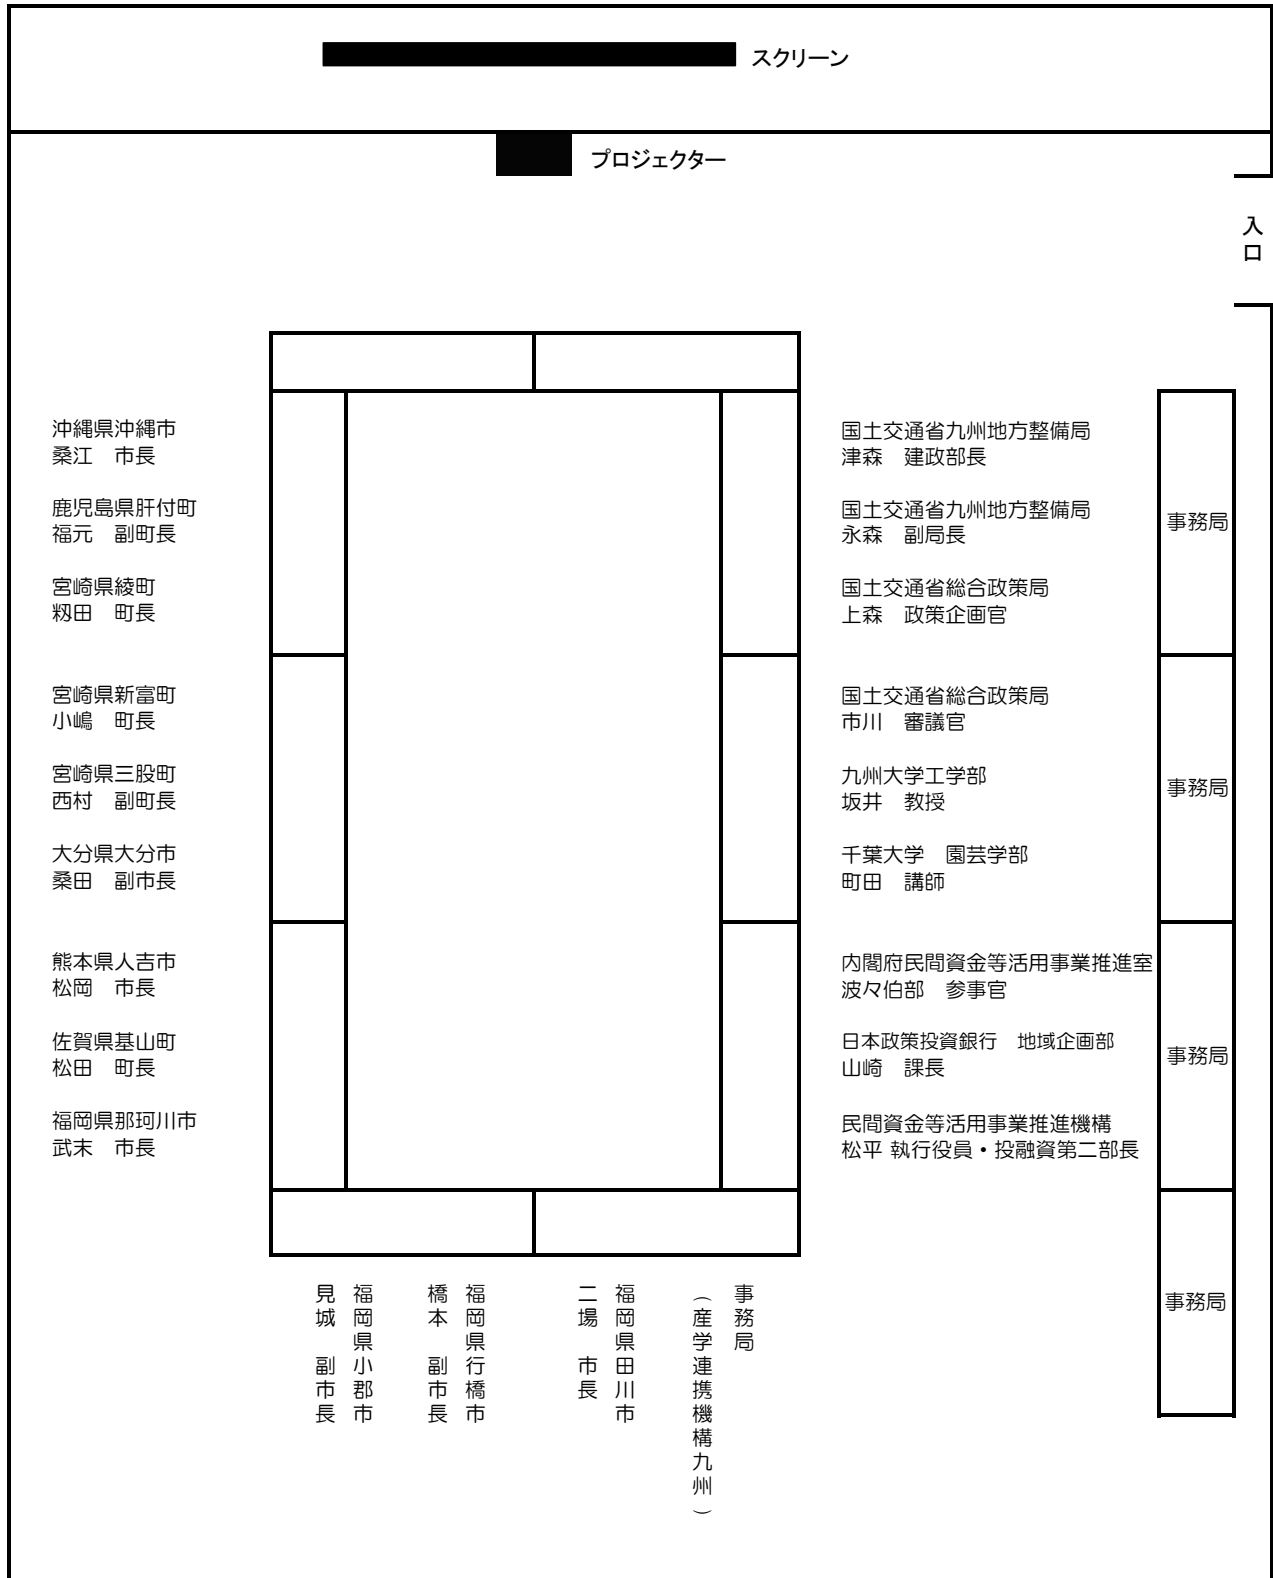 スクリーン
プロジェクター
入口
沖縄県沖縄市
桑江　市長
鹿児島県肝付町
福元　副町長
宮崎県綾町
籾田　町長
宮崎県新富町
小嶋　町長
宮崎県三股町
西村　副町長
大分県大分市
桑田　副市長
熊本県人吉市
松岡　市長
佐賀県基山町
松田　町長
福岡県那珂川市
武末　市長
国土交通省九州地方整備局
津森　建政部長
国土交通省九州地方整備局
永森　副局長
国土交通省総合政策局
上森　政策企画官
国土交通省総合政策局
市川　審議官
九州大学工学部
坂井　教授
千葉大学　園芸学部
町田　講師
内閣府民間資金等活用事業推進室
波々伯部　参事官
日本政策投資銀行　地域企画部
山崎　課長
民間資金等活用事業推進機構
松平 執行役員・投融資第二部長
事務局
事務局
事務局
事務局
事務局
（産学連携機構九州）
福岡県田川市
二場　市長
福岡県行橋市
橋本　副市長
福岡県小郡市
見城　副市長